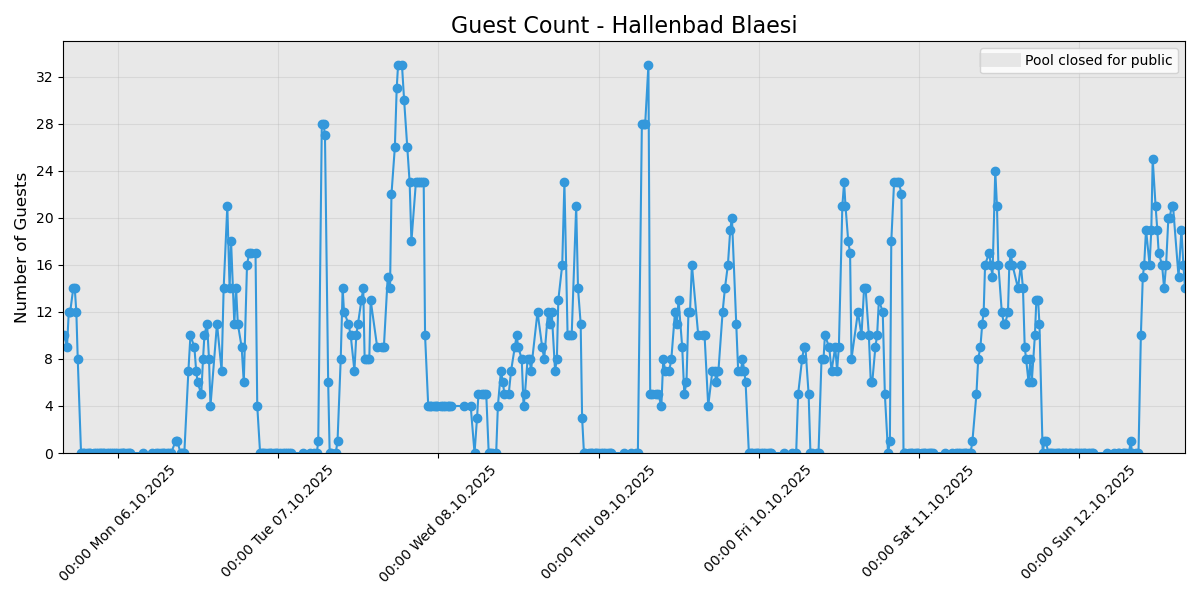 Guest Count - Hallenbad Blaesi
Pool closed for public
Number of Guests
32
28
24
20
16
12
8
4
0
00:00 Mon 06.10.2025
00:00 Tue 07.10.2025
00:00 Wed 08.10.2025
00:00 Thu 09.10.2025
00:00 Fri 10.10.2025
00:00 Sat 11.10.2025
00:00 Sun 12.10.2025